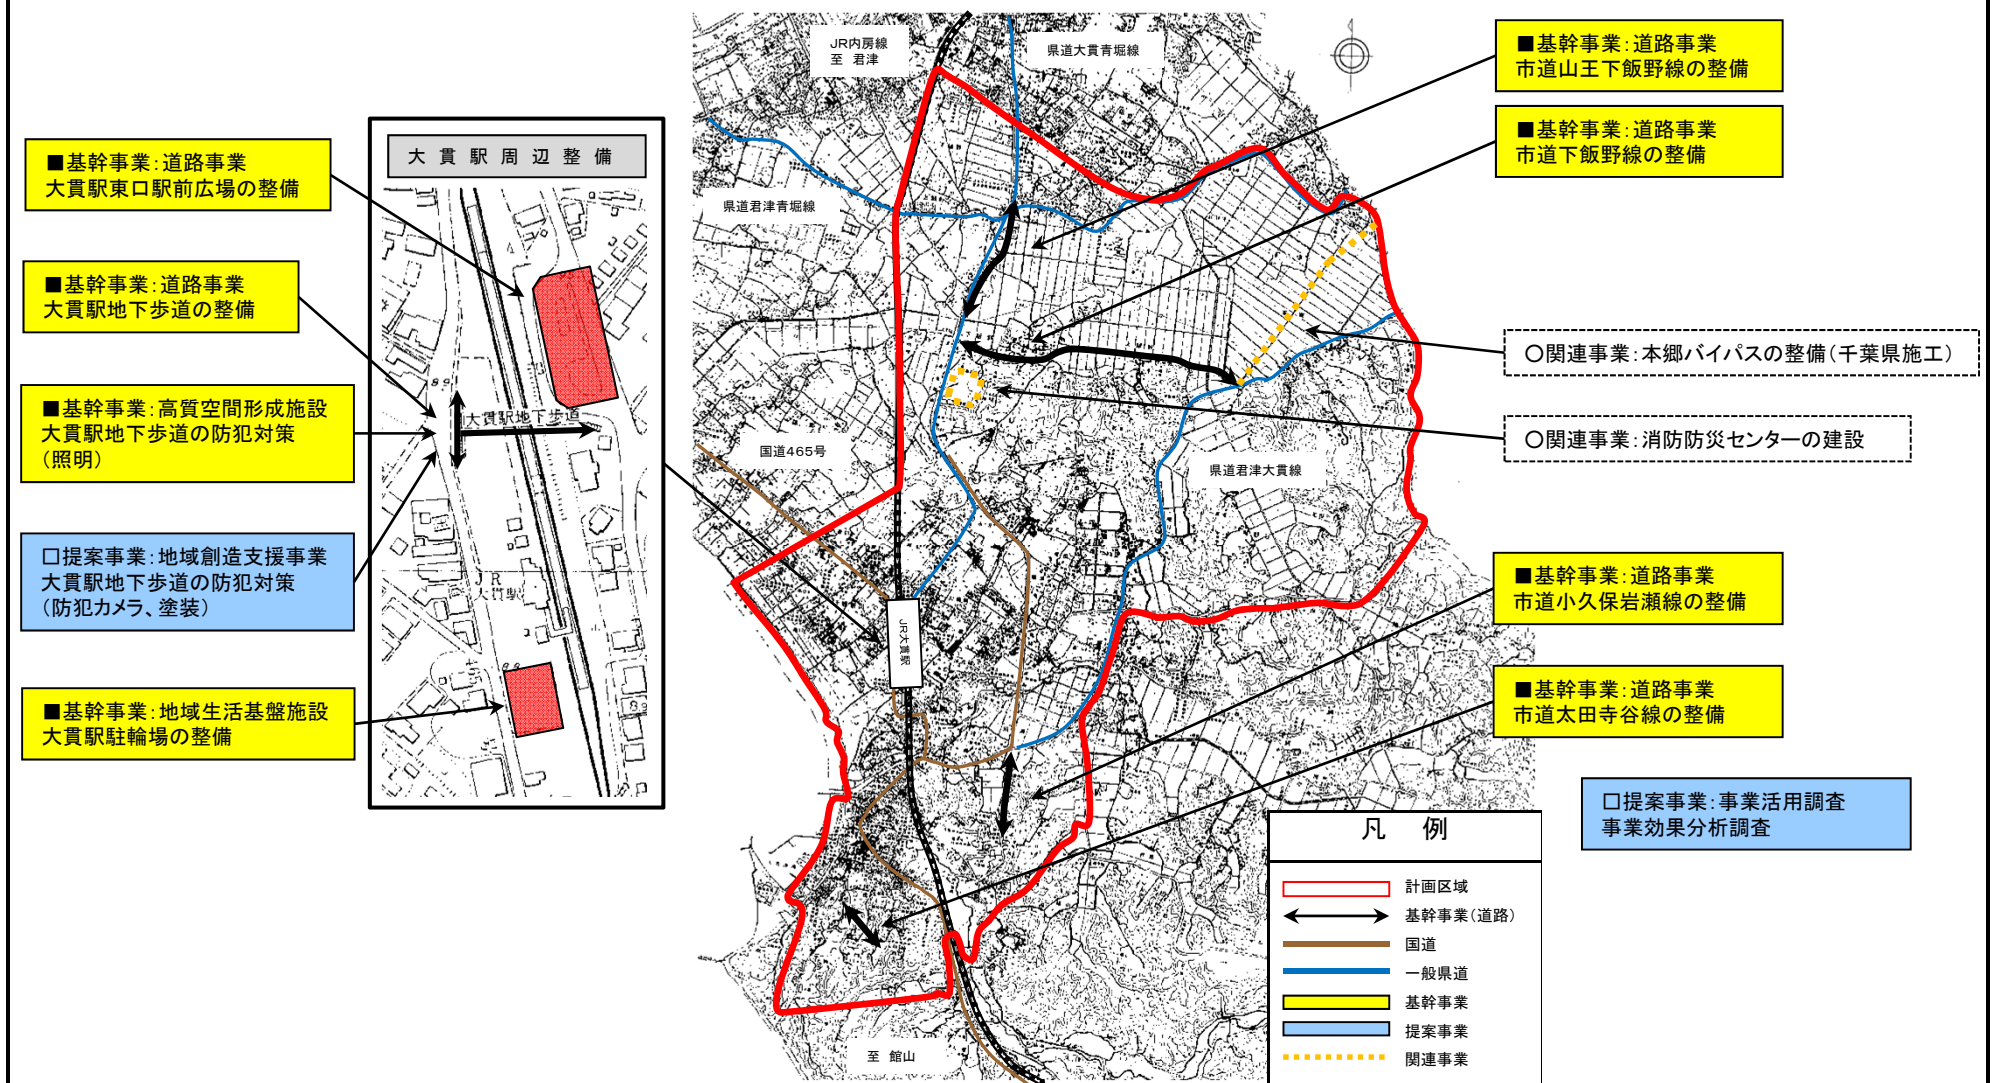 JR内房線
至 君津
県道大貫青堀線
■基幹事業:道路事業
市道山王下飯野線の整備
■基幹事業:道路事業
市道下飯野線の整備
大貫駅周辺整備
■基幹事業:道路事業
大貫駅東口駅前広場の整備
県道君津青堀線
■基幹事業:道路事業
大貫駅地下歩道の整備
○関連事業:本郷バイパスの整備(千葉県施工)
■基幹事業:高質空間形成施設
大貫駅地下歩道の防犯対策
(照明)
大貫駅地下歩道
国道465号
○関連事業:消防防災センターの建設
県道君津大貫線
□提案事業:地域創造支援事業
大貫駅地下歩道の防犯対策
(防犯カメラ、塗装)
JR
大貫駅
■基幹事業:道路事業
市道小久保岩瀬線の整備
JR大貫駅
■基幹事業:地域生活基盤施設
大貫駅駐輪場の整備
■基幹事業:道路事業
市道太田寺谷線の整備
□提案事業:事業活用調査
事業効果分析調査
凡 例
計画区域
基幹事業(道路)
国道
一般県道
基幹事業
提案事業
関連事業
至 館山